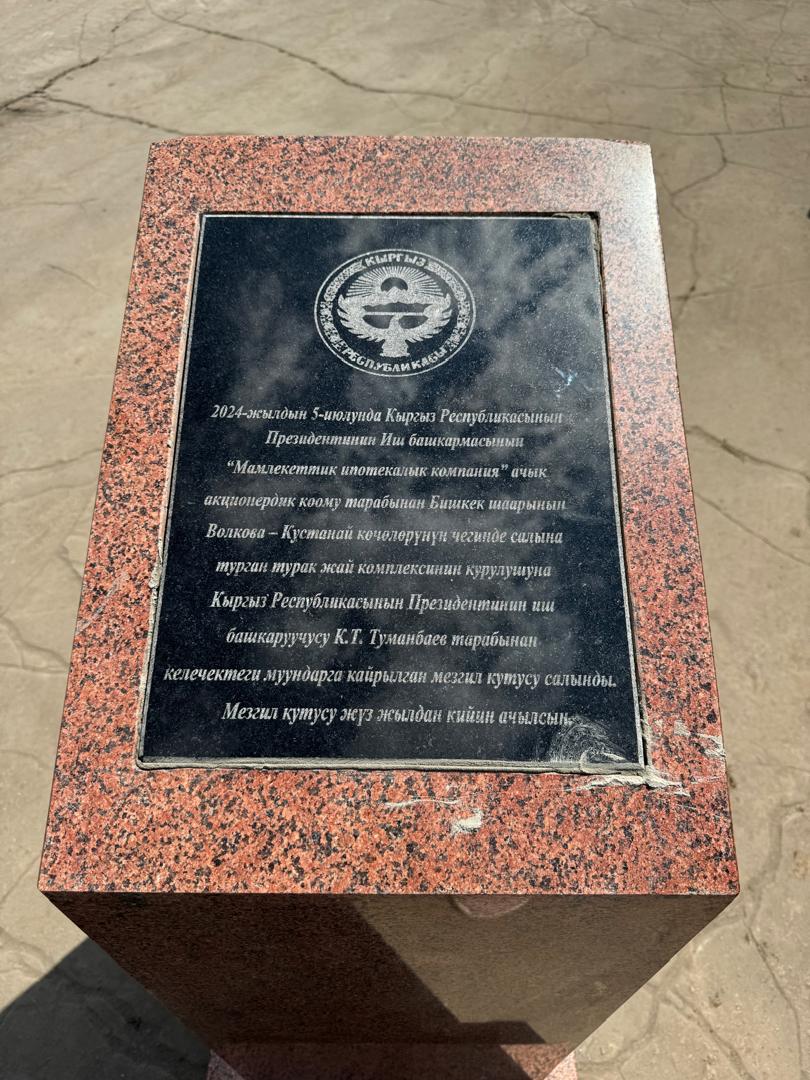 КЫРГЫЗ
РЕСПУБЛИКАСЫ
2024-жылдын 5-июлунда Кыргыз Республикасынын
Президентинин Иш башкармасынын
“Мамлекеттик ипотекалык компания” ачык
акционердик коому тарабынан Бишкек шаарынын
Волкова – Кустанай көчөлөрүнүн чегинде салына
турган турак жай комплексинин курулушуна
Кыргыз Республикасынын Президентинин иш
башкаруучусу К.Т. Туманбаев тарабынан
келечектеги муундарга кайрылган мезгил кутусу салынды.
Мезгил кутусу жүз жылдан кийин ачылсын.